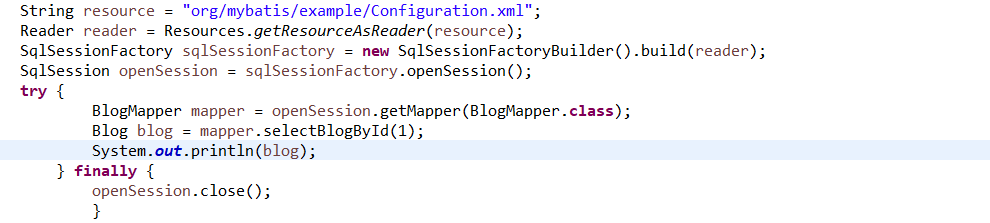 String resource = "org/mybatis/example/Configuration.xml";
Reader reader = Resources.getResourceAsReader(resource);
SqlSessionFactory sqlSessionFactory = new SqlSessionFactoryBuilder().build(reader);
SqlSession openSession = sqlSessionFactory.openSession();
try {
        BlogMapper mapper = openSession.getMapper(BlogMapper.class);
        Blog blog = mapper.selectBlogById(1);
        System.out.println(blog);
    } finally {
        openSession.close();
        }